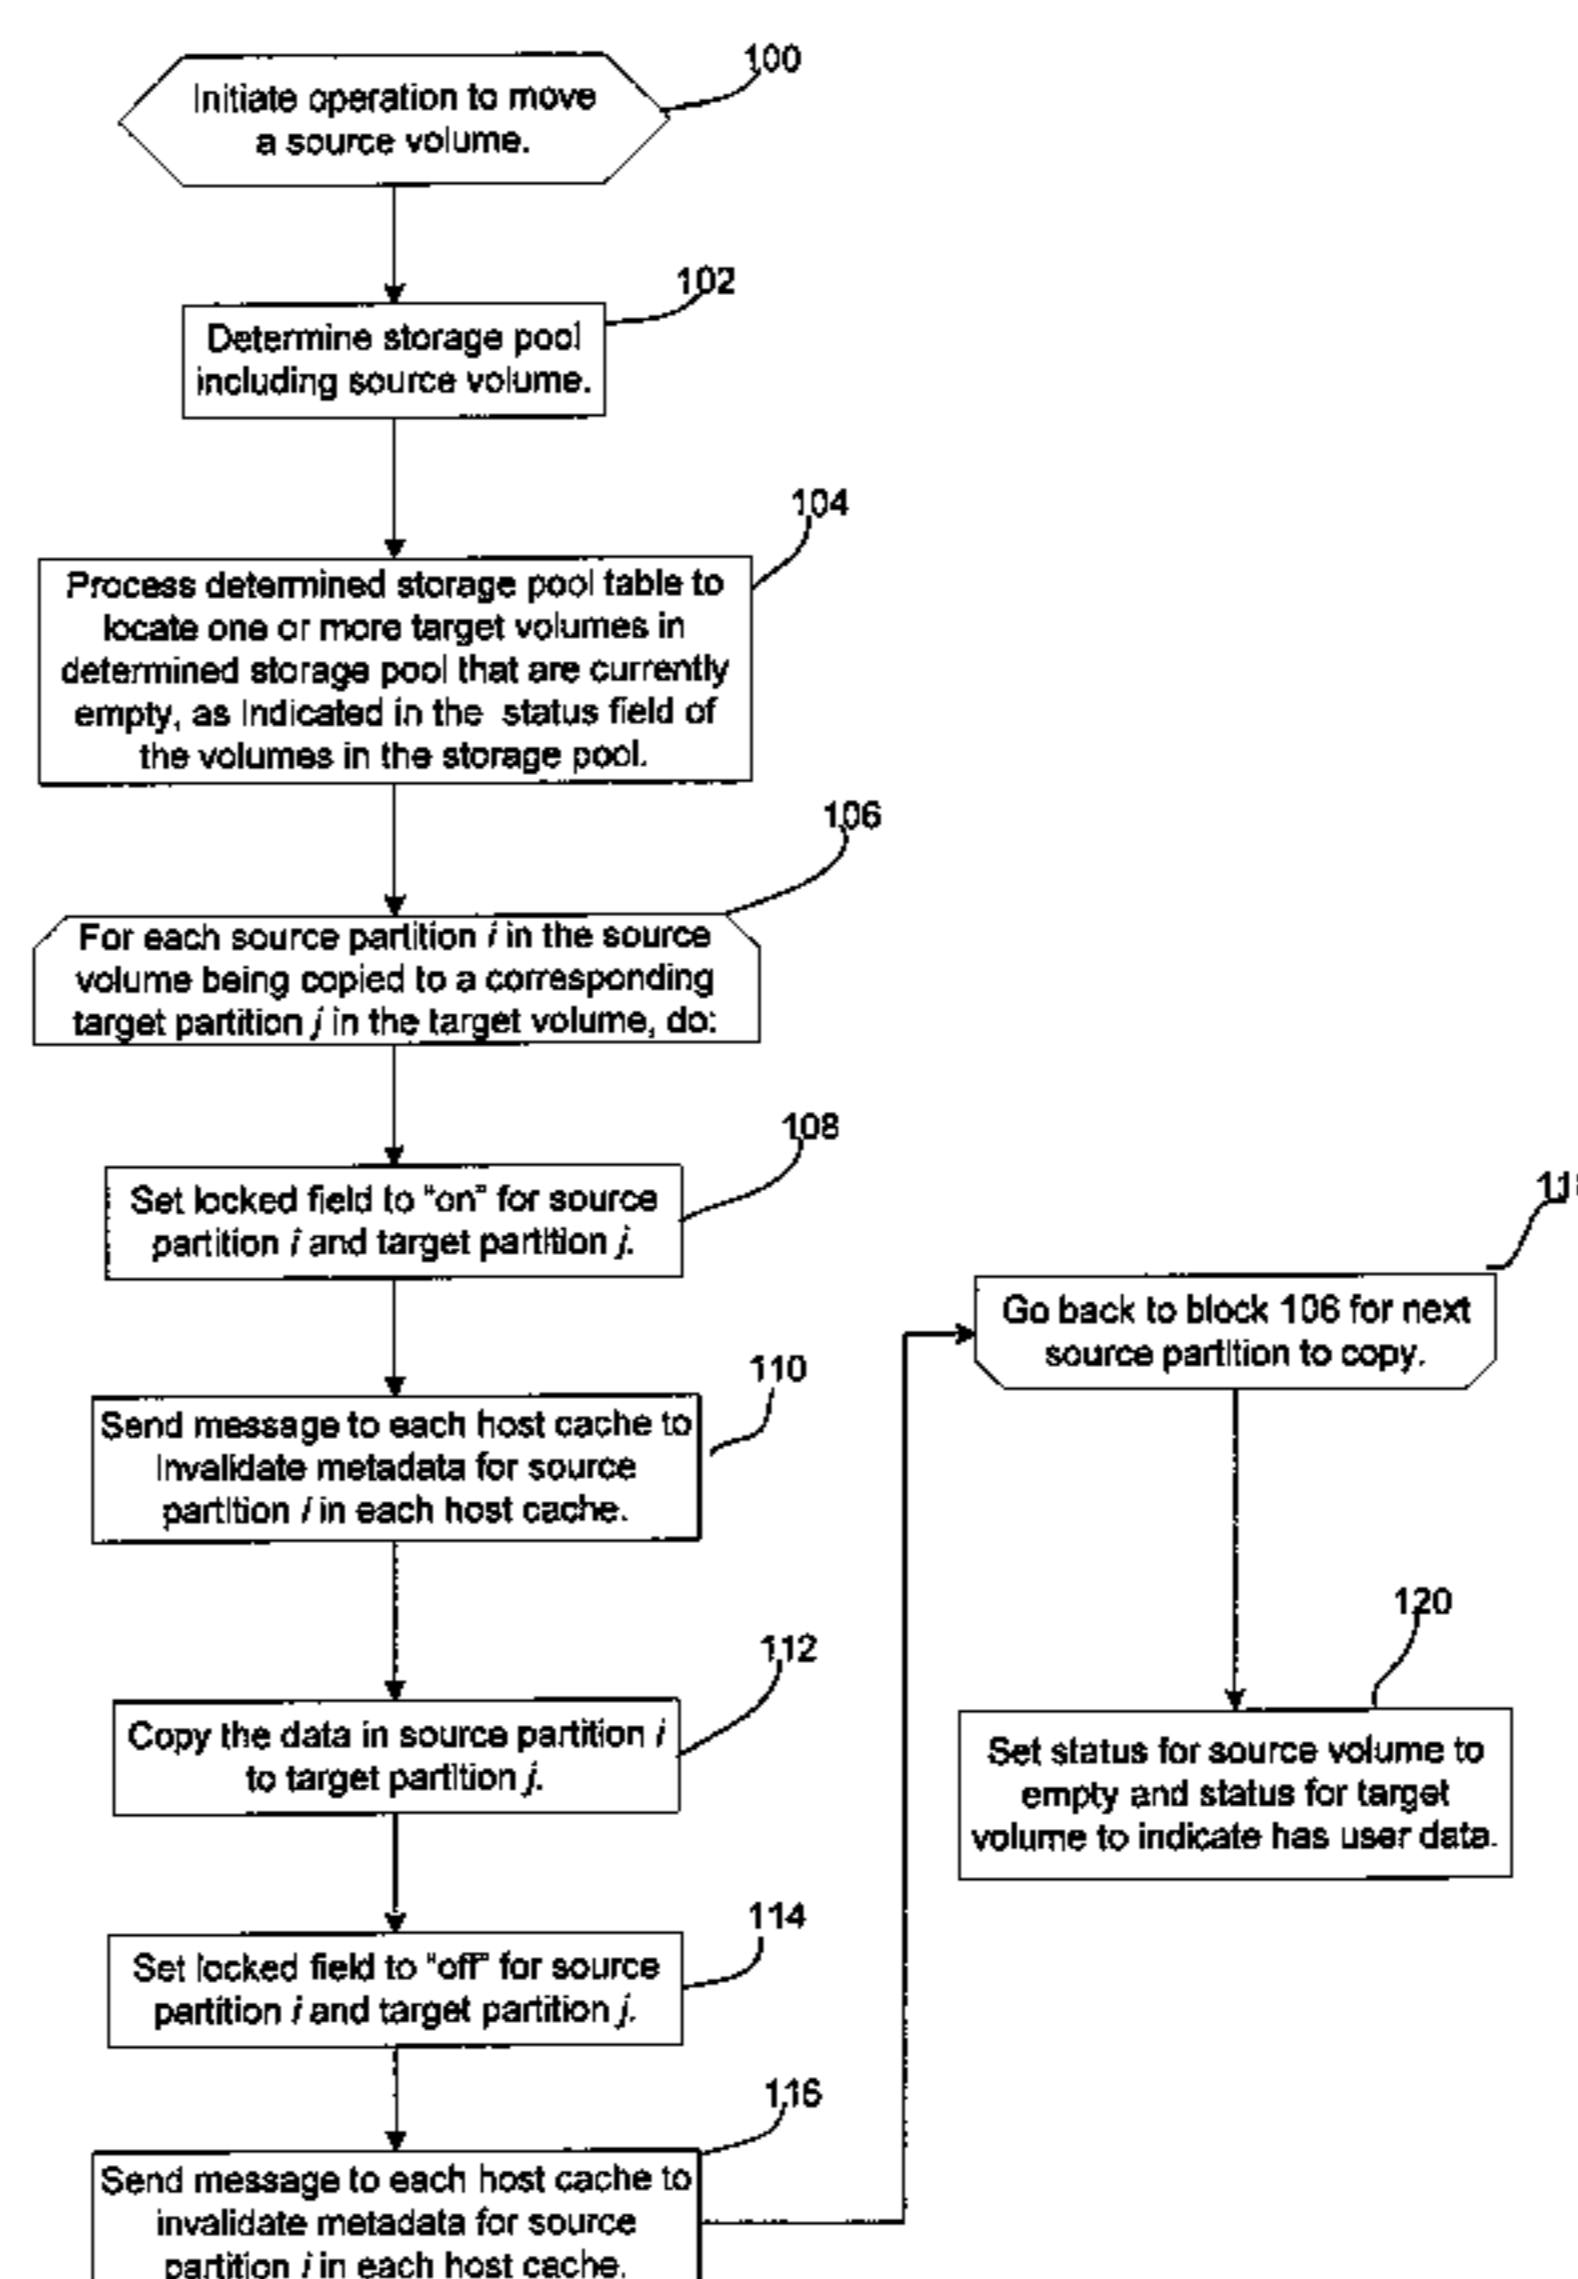 100
Initiate operation to move
a source volume.
102
Determine storage pool
including source volume.
104
Process determined storage pool table to
locate one or more target volumes in
determined storage pool that are currently
empty, as indicated in the status field of
the volumes in the storage pool.
106
For each source partition i in the source
volume being copied to a corresponding
target partition j in the target volume, do:
108
Set locked field to "on" for source
partition i and target partition j.
110
Send message to each host cache to
invalidate metadata for source
partition i in each host cache.
112
Copy the data in source partition i
to target partition j.
114
Set locked field to "off" for source
partition i and target partition j.
116
Send message to each host cache to
invalidate metadata for source
partition i in each host cache.
Go back to block 106 for next
source partition to copy.
120
Set status for source volume to
empty and status for target
volume to indicate has user data.